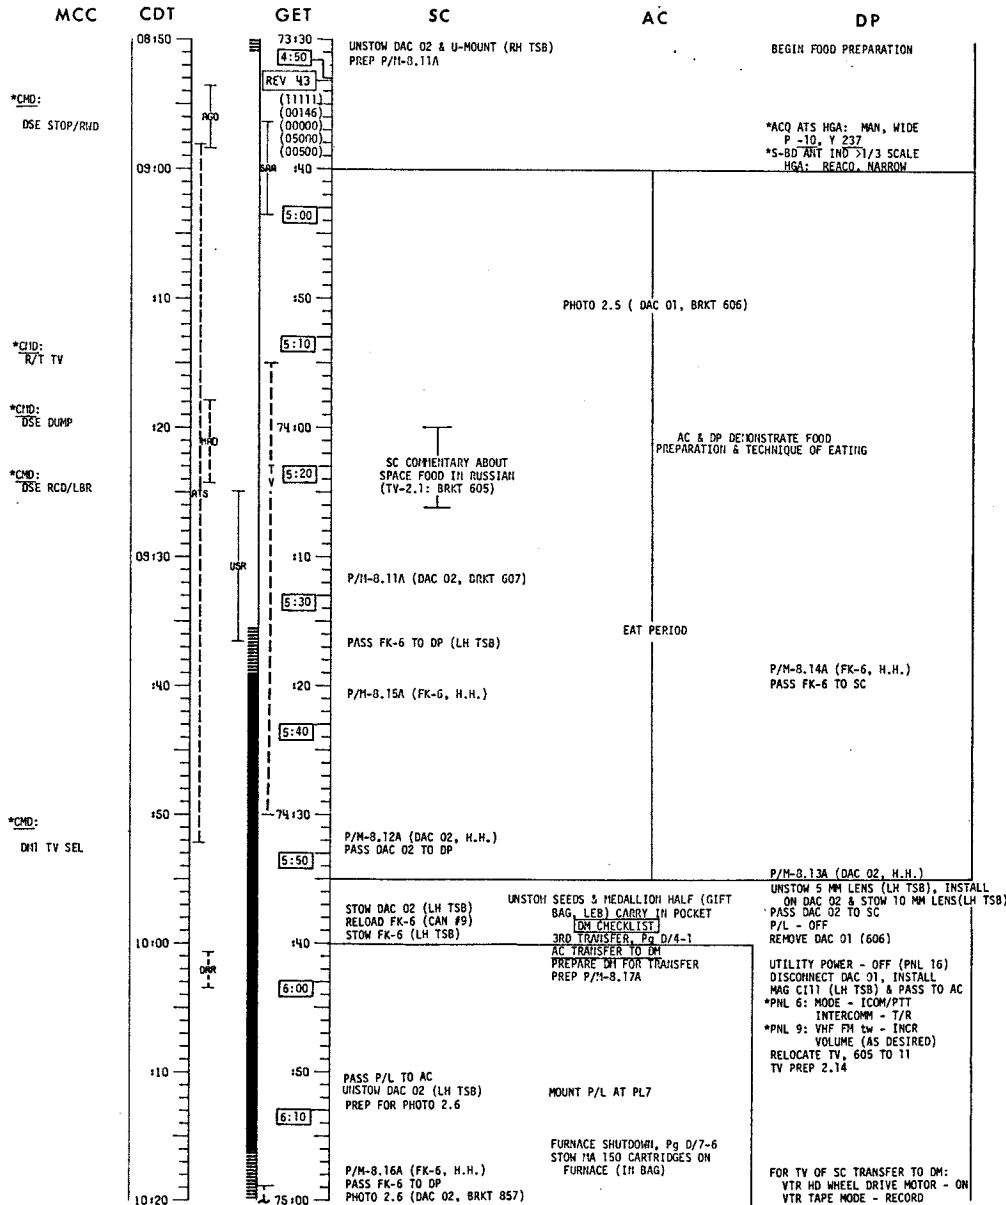 MCC CDT GET SC AC DP
08:50 73:30 UNSTOW DAC 02 & U-MOUNT (RH TSB) BEGIN FOOD PREPARATION
4:50 PREP P/M-8.11A
REV 43
*CMD: (11111)
AGO (00146)
DSE STOP/RWD (00000) *ACQ ATS HGA: MAN, WIDE
(05000) P -10, Y 237
(00500) *S-BD ANT IND >1/3 SCALE
09:00 :40 HGA: REACQ, NARROW
5:00
:10 :50 PHOTO 2.5 ( DAC 01, BRKT 606)
*CMD: 5:10
R/T TV
*CMD:
DSE DUMP
:20 74:00 AC & DP DEMONSTRATE FOOD
MAD PREPARATION & TECHNIQUE OF EATING
SC COMMENTARY ABOUT
*CMD: 5:20 SPACE FOOD IN RUSSIAN
DSE RCD/LBR ATS (TV-2.1: BRKT 605)
09:30 :10
P/M-8.11A (DAC 02, BRKT 607)
5:30
EAT PERIOD
PASS FK-6 TO DP (LH TSB)
P/M-8.14A (FK-6, H.H.)
:40 :20 P/M-8.15A (FK-6, H.H.) PASS FK-6 TO SC
5:40
:50 74:30
*CMD:
P/M-8.12A (DAC 02, H.H.)
DM1 TV SEL PASS DAC 02 TO DP
5:50
P/M-8.13A (DAC 02, H.H.)
UNSTOW 5 MM LENS (LH TSB), INSTALL
UNSTOW SEEDS & MEDALLION HALF (GIFT ON DAC 02 & STOW 10 MM LENS(LH TSB)
STOW DAC 02 (LH TSB) BAG, LEB) CARRY IN POCKET PASS DAC 02 TO SC
RELOAD FK-6 (CAN #9) DM CHECKLIST P/L - OFF
STOW FK-6 (LH TSB) 3RD TRANSFER, Pg D/4-1 REMOVE DAC 01 (606)
10:00 :40 AC TRANSFER TO DM
PREPARE DM FOR TRANSFER UTILITY POWER - OFF (PNL 16)
PREP P/M-8.17A DISCONNECT DAC 01, INSTALL
6:00 MAG CI11 (LH TSB) & PASS TO AC
*PNL 6: MODE - ICOM/PTT
INTERCOMM - T/R
*PNL 9: VHF FM tw - INCR
VOLUME (AS DESIRED)
RELOCATE TV, 605 TO 11
:10 :50 TV PREP 2.14
PASS P/L TO AC
UNSTOW DAC 02 (LH TSB) MOUNT P/L AT PL7
PREP FOR PHOTO 2.6
6:10
FURNACE SHUTDOWN, Pg D/7-6
STOW MA 150 CARTRIDGES ON
P/M-8.16A (FK-6, H.H.) FURNACE (IN BAG) FOR TV OF SC TRANSFER TO DM:
PASS FK-6 TO DP VTR HD WHEEL DRIVE MOTOR - ON
10:20 75:00 PHOTO 2.6 (DAC 02, BRKT 857) VTR TAPE MODE - RECORD